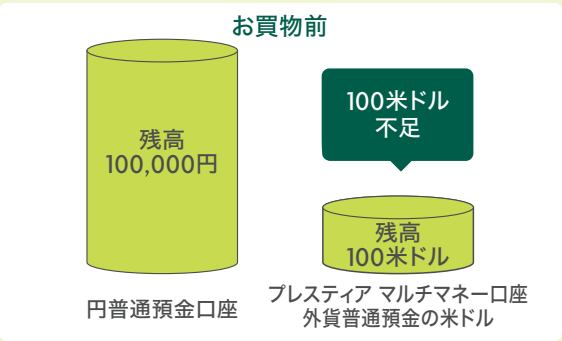 お買物前
100米ドル
不足
残高
100,000円
残高
100米ドル
円普通預金口座
プレスティア マルチマネー口座
外貨普通預金の米ドル